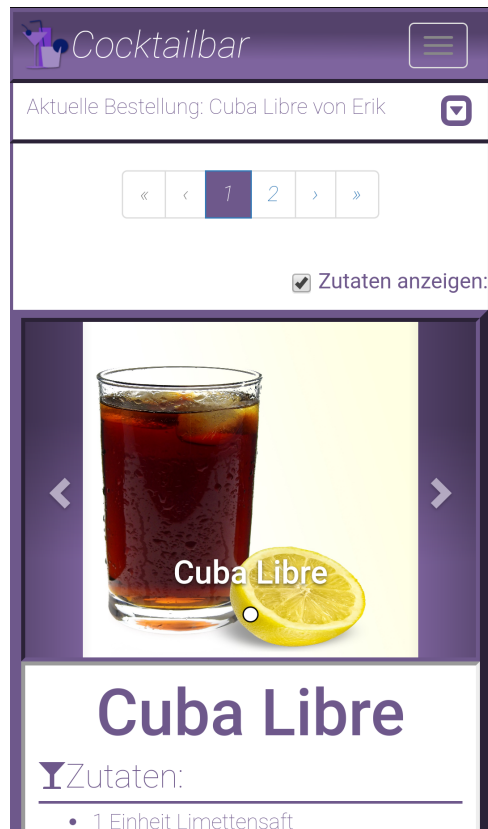 Cocktailbar
Aktuelle Bestellung: Cuba Libre von Erik
« ‹ 1 2 › »
Zutaten anzeigen:
Cuba Libre
Cuba Libre
Zutaten:
• 1 Einheit Limettensaft